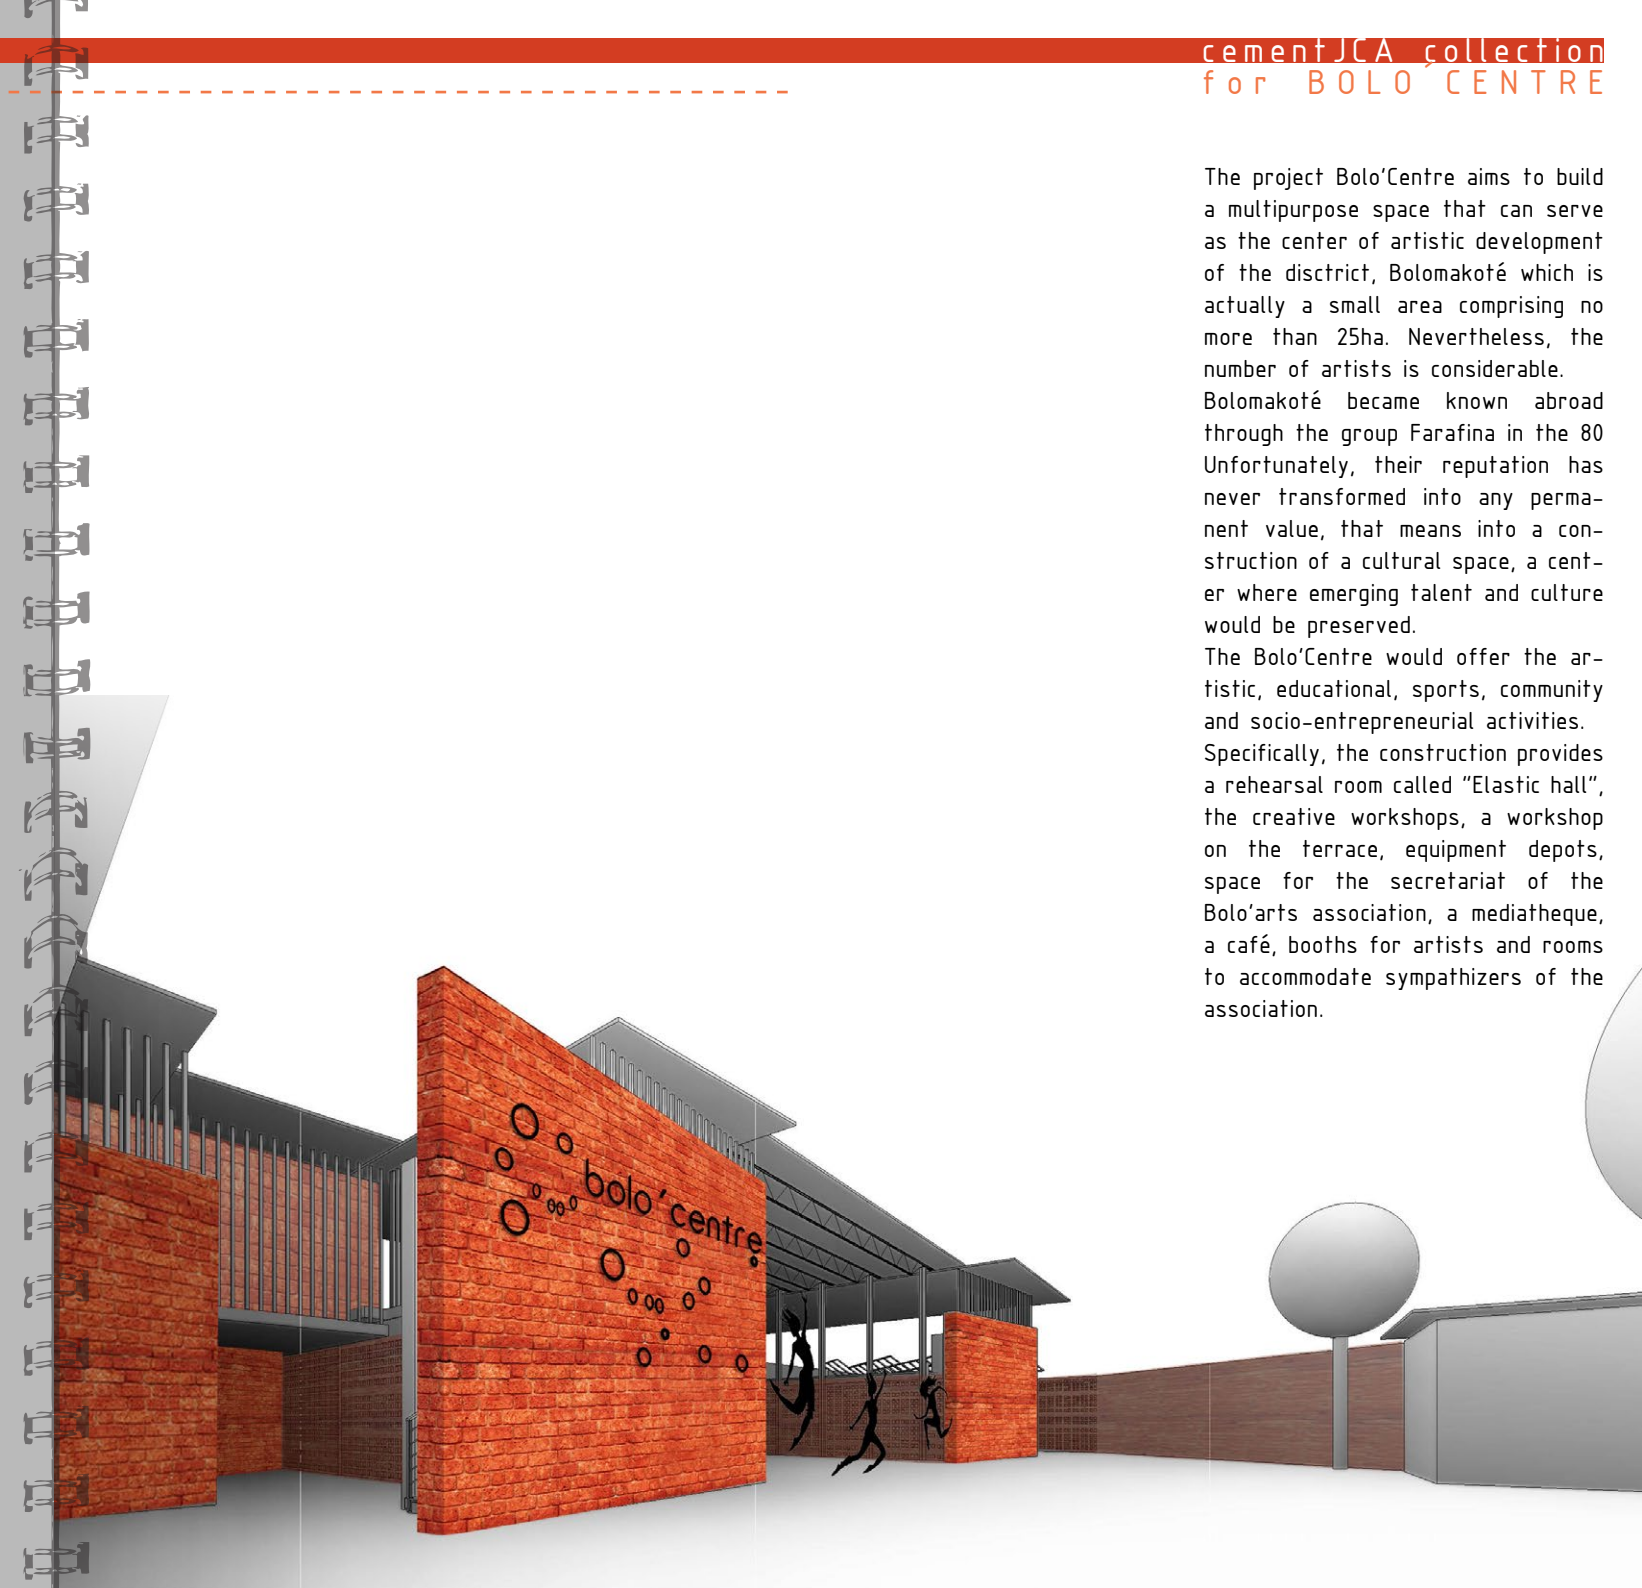 cementJCA collection
for BOLO´CENTRE
The project Bolo'Centre aims to build
a multipurpose space that can serve
as the center of artistic development
of the disctrict, Bolomakoté which is
actually a small area comprising no
more than 25ha. Nevertheless, the
number of artists is considerable.
Bolomakoté became known abroad
through the group Farafina in the 80
Unfortunately, their reputation has
never transformed into any perma-
nent value, that means into a con-
struction of a cultural space, a cent-
er where emerging talent and culture
would be preserved.
The Bolo'Centre would offer the ar-
tistic, educational, sports, community
and socio-entrepreneurial activities.
Specifically, the construction provides
a rehearsal room called "Elastic hall",
the creative workshops, a workshop
on the terrace, equipment depots,
space for the secretariat of the
Bolo'arts association, a mediatheque,
a café, booths for artists and rooms
to accommodate sympathizers of the
association.
bolo´centre